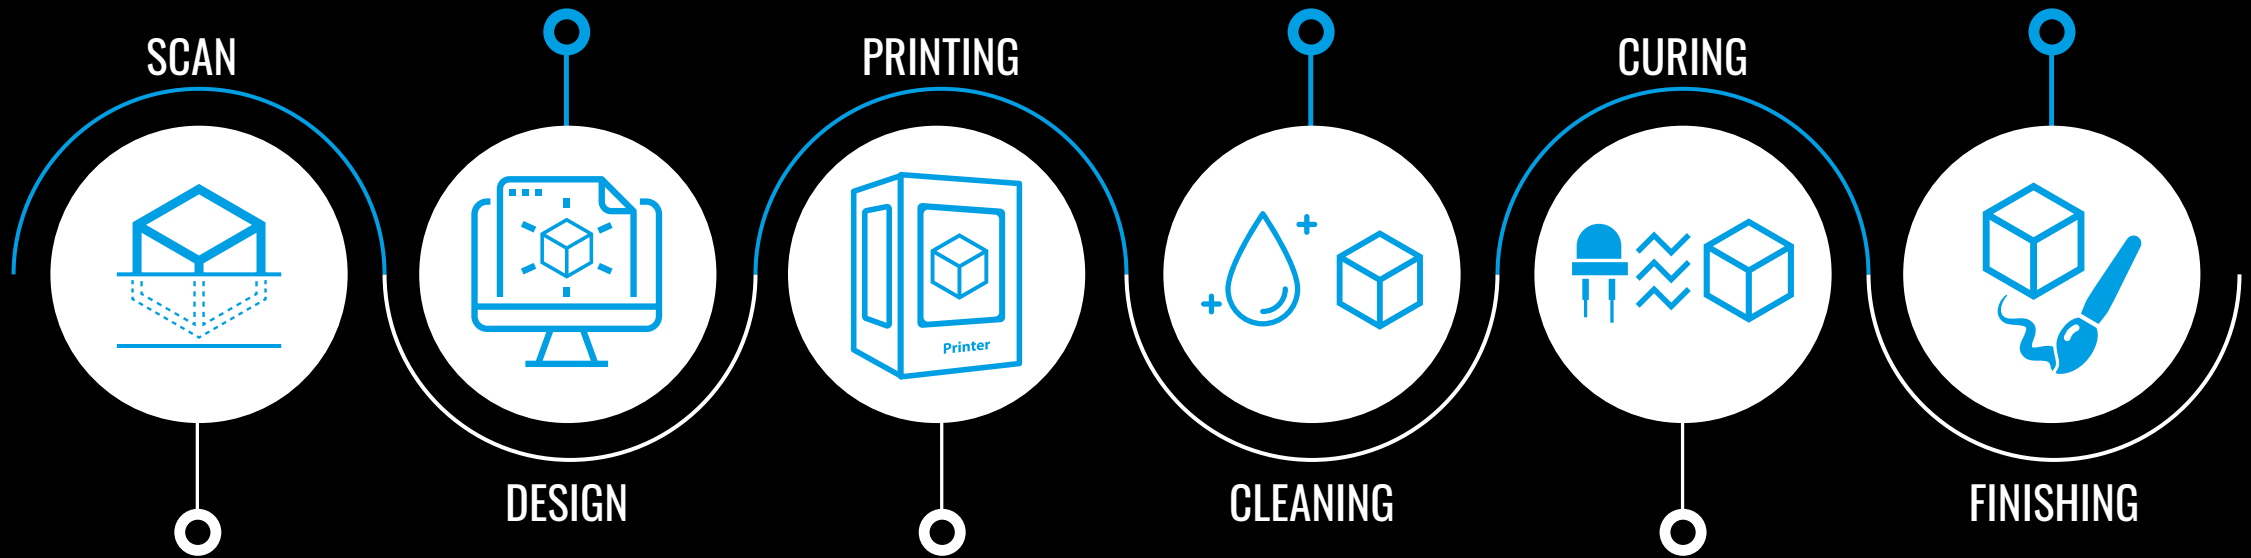 SCAN
DESIGN
PRINTING
Printer
CLEANING
CURING
FINISHING